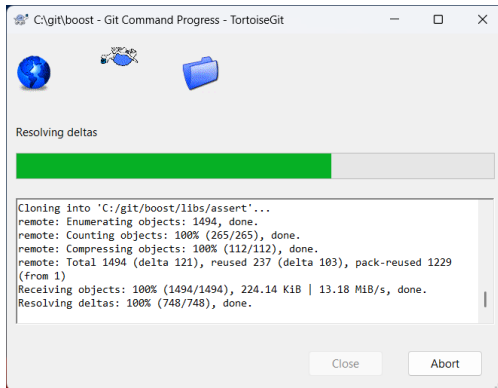 C:\git\boost - Git Command Progress - TortoiseGit
Resolving deltas
Cloning into 'C:/git/boost/libs/assert'...
remote: Enumerating objects: 1494, done.
remote: Counting objects: 100% (265/265), done.
remote: Compressing objects: 100% (112/112), done.
remote: Total 1494 (delta 121), reused 237 (delta 103), pack-reused 1229
(from 1)
Receiving objects: 100% (1494/1494), 224.14 KiB | 13.18 MiB/s, done.
Resolving deltas: 100% (748/748), done.
Close Abort